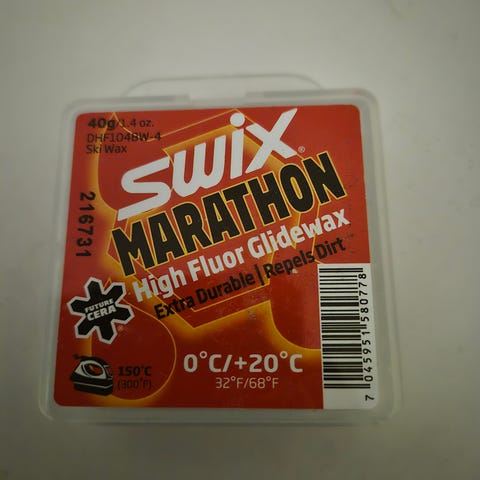 40g/1.4 oz.
DHF104BW-4
Ski Wax
216731
SWIX®
MARATHON
High Fluor Glidewax
Extra Durable | Repels Dirt
FUTURE
CERA
150°C
(300°F)
0°C/+20°C
32°F/68°F
7 045951 580778